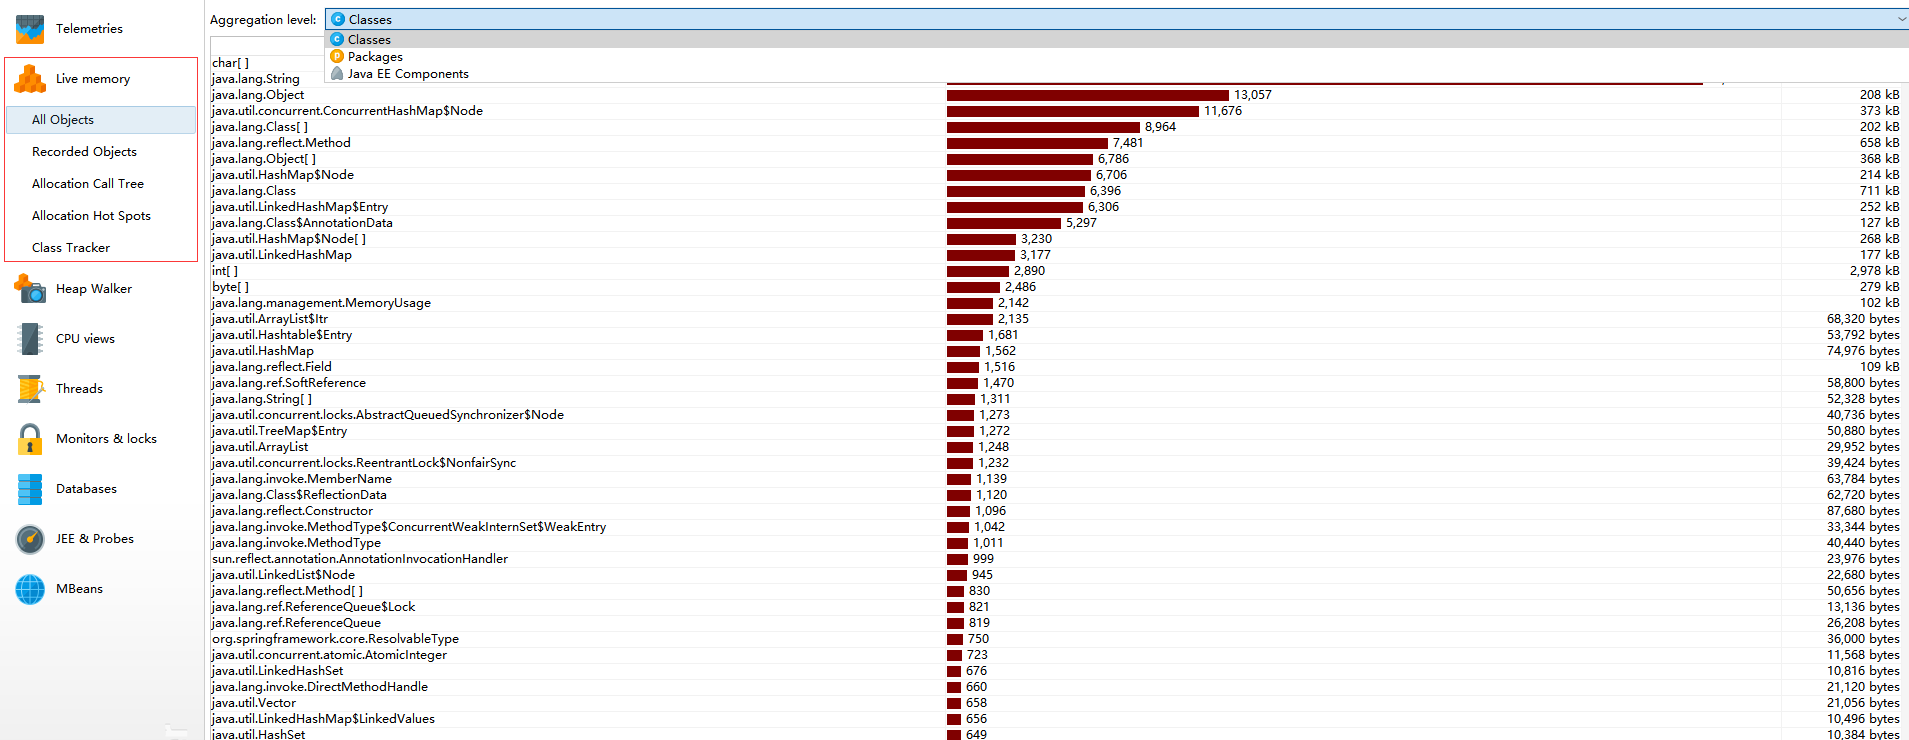 Telemetries
Live memory
All Objects
Recorded Objects
Allocation Call Tree
Allocation Hot Spots
Class Tracker
Heap Walker
CPU views
Threads
Monitors & locks
Databases
JEE & Probes
MBeans
Aggregation level: Classes
Classes
Packages
Java EE Components
char[ ]
java.lang.String
java.lang.Object 13,057 208 kB
java.util.concurrent.ConcurrentHashMap$Node 11,676 373 kB
java.lang.Class[ ] 8,964 202 kB
java.lang.reflect.Method 7,481 658 kB
java.lang.Object[ ] 6,786 368 kB
java.util.HashMap$Node 6,706 214 kB
java.lang.Class 6,396 711 kB
java.util.LinkedHashMap$Entry 6,306 252 kB
java.lang.Class$AnnotationData 5,297 127 kB
java.util.HashMap$Node[ ] 3,230 268 kB
java.util.LinkedHashMap 3,177 177 kB
int[ ] 2,890 2,978 kB
byte[ ] 2,486 279 kB
java.lang.management.MemoryUsage 2,142 102 kB
java.util.ArrayList$Itr 2,135 68,320 bytes
java.util.Hashtable$Entry 1,681 53,792 bytes
java.util.HashMap 1,562 74,976 bytes
java.lang.reflect.Field 1,516 109 kB
java.lang.ref.SoftReference 1,470 58,800 bytes
java.lang.String[ ] 1,311 52,328 bytes
java.util.concurrent.locks.AbstractQueuedSynchronizer$Node 1,273 40,736 bytes
java.util.TreeMap$Entry 1,272 50,880 bytes
java.util.ArrayList 1,248 29,952 bytes
java.util.concurrent.locks.ReentrantLock$NonfairSync 1,232 39,424 bytes
java.lang.invoke.MemberName 1,139 63,784 bytes
java.lang.Class$ReflectionData 1,120 62,720 bytes
java.lang.reflect.Constructor 1,096 87,680 bytes
java.lang.invoke.MethodType$ConcurrentWeakInternSet$WeakEntry 1,042 33,344 bytes
java.lang.invoke.MethodType 1,011 40,440 bytes
sun.reflect.annotation.AnnotationInvocationHandler 999 23,976 bytes
java.util.LinkedList$Node 945 22,680 bytes
java.lang.reflect.Method[ ] 830 50,656 bytes
java.lang.ref.ReferenceQueue$Lock 821 13,136 bytes
java.lang.ref.ReferenceQueue 819 26,208 bytes
org.springframework.core.ResolvableType 750 36,000 bytes
java.util.concurrent.atomic.AtomicInteger 723 11,568 bytes
java.util.LinkedHashSet 676 10,816 bytes
java.lang.invoke.DirectMethodHandle 660 21,120 bytes
java.util.Vector 658 21,056 bytes
java.util.LinkedHashMap$LinkedValues 656 10,496 bytes
java.util.HashSet 649 10,384 bytes